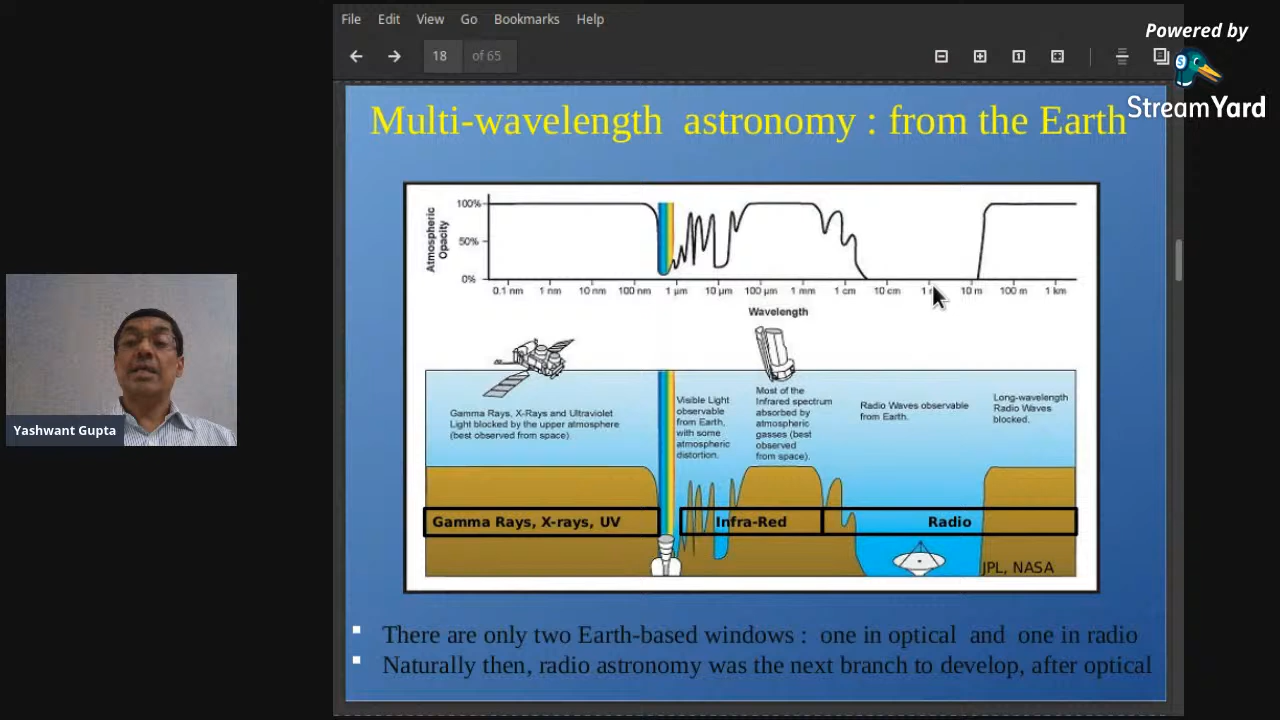 File Edit View Go Bookmarks Help
Powered by
18 of 65
StreamYard
Multi-wavelength astronomy : from the Earth
Atmospheric
Opacity
100%
50%
0%
0.1 nm 1 nm 10 nm 100 nm 1 µm 10 µm 100 µm 1 mm 1 cm 10 cm 10 m 100 m 1 km
Wavelength
Gamma Rays, X-Rays and Ultraviolet
Light blocked by the upper atmosphere
(best observed from space).
Visible Light
observable
from Earth,
with some
atmospheric
distortion.
Most of the
Infrared spectrum
absorbed by
atmospheric
gasses (best
observed
from space).
Radio Waves observable
from Earth.
Long-wavelength
Radio Waves
blocked.
Gamma Rays, X-rays, UV
Infra-Red
Radio
JPL, NASA
There are only two Earth-based windows : one in optical and one in radio
Naturally then, radio astronomy was the next branch to develop, after optical
Yashwant Gupta